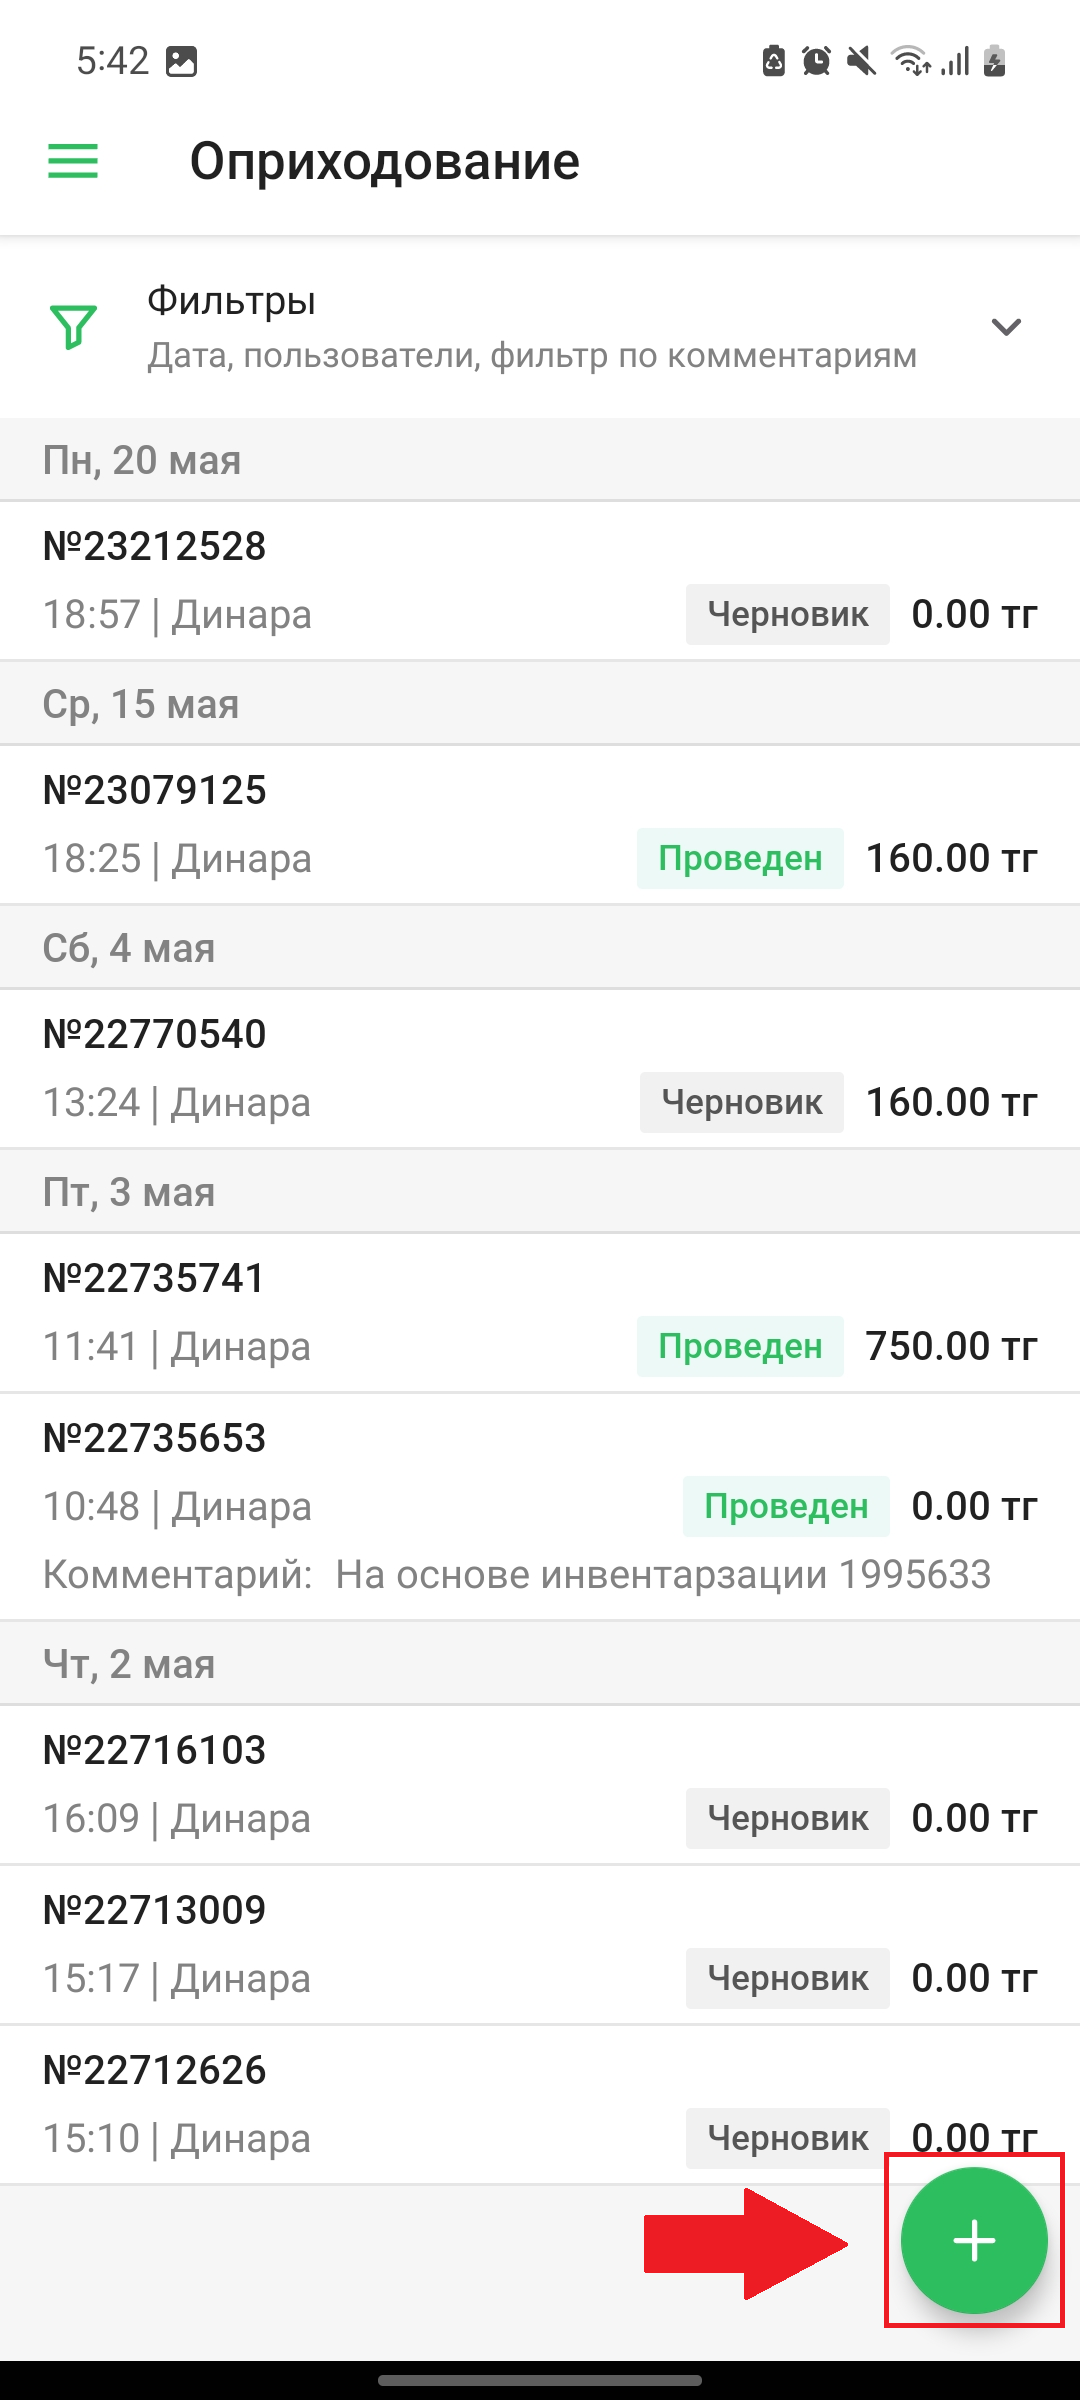 5:42
Оприходование
Фильтры
Дата, пользователи, фильтр по комментариям
Пн, 20 мая
№23212528
18:57 | Динара Черновик 0.00 тг
Ср, 15 мая
№23079125
18:25 | Динара Проведен 160.00 тг
Сб, 4 мая
№22770540
13:24 | Динара Черновик 160.00 тг
Пт, 3 мая
№22735741
11:41 | Динара Проведен 750.00 тг
№22735653
10:48 | Динара Проведен 0.00 тг
Комментарий: На основе инвентарзации 1995633
Чт, 2 мая
№22716103
16:09 | Динара Черновик 0.00 тг
№22713009
15:17 | Динара Черновик 0.00 тг
№22712626
15:10 | Динара Черновик 0.00 тг